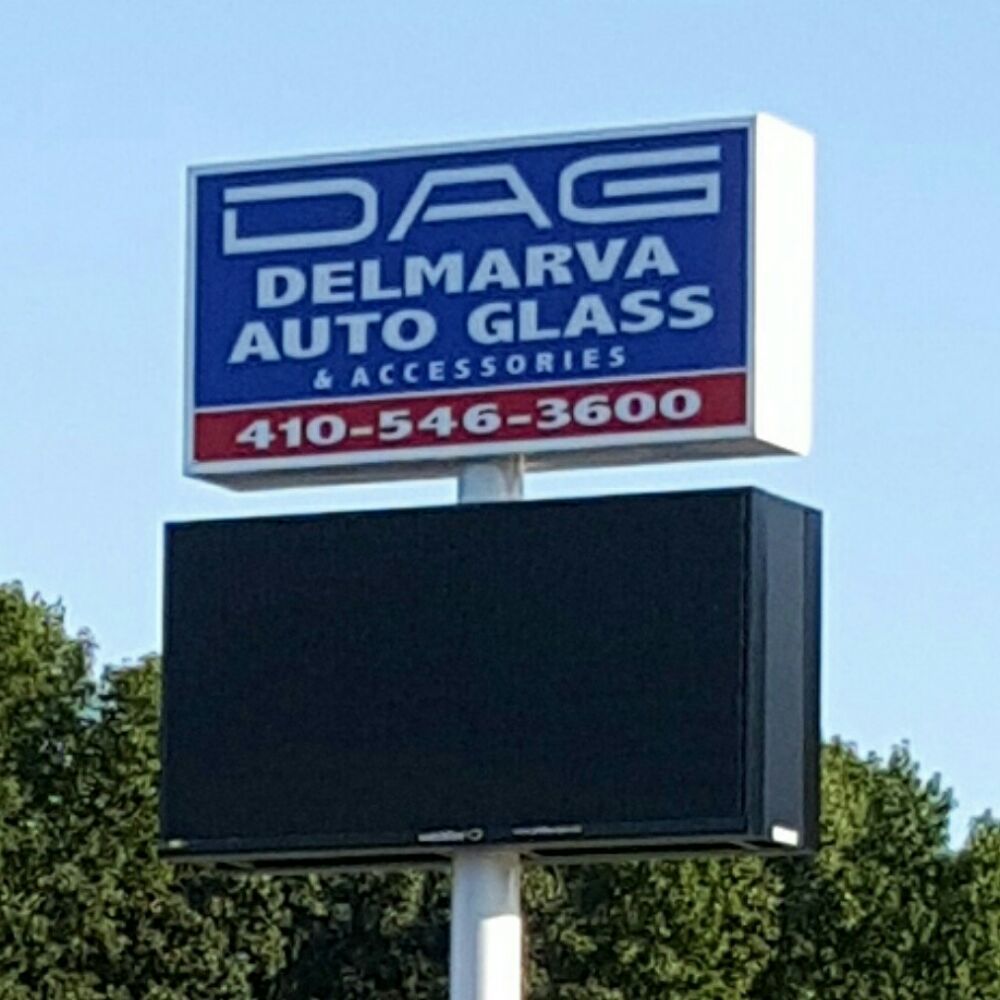 DAG
DELMARVA
AUTO GLASS
& ACCESSORIES
410-546-3600